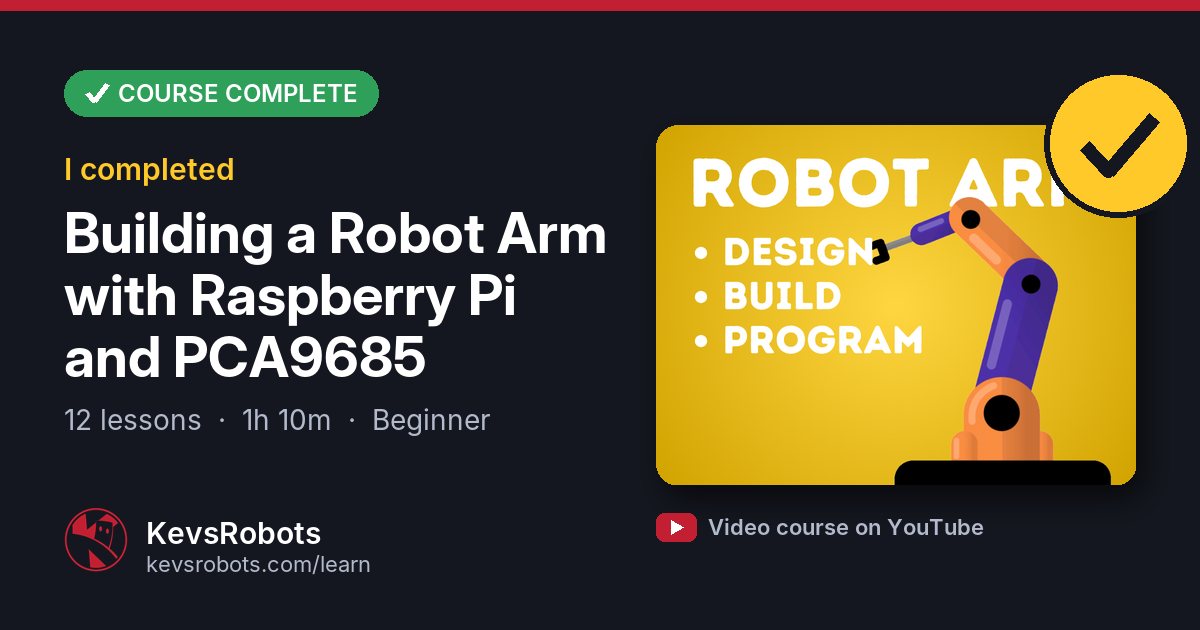 COURSE COMPLETE
I completed
Building a Robot Arm
with Raspberry Pi
and PCA9685
12 lessons · 1h 10m · Beginner
KevsRobots
kevsrobots.com/learn
ROBOT AR
• DESIGN
• BUILD
• PROGRAM
Video course on YouTube